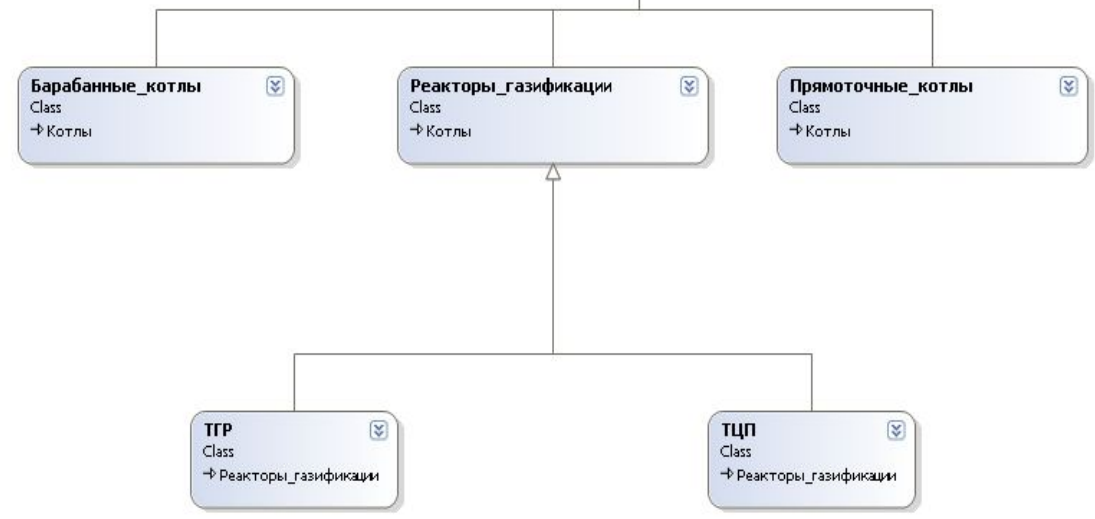 Барабанные_котлы
Class
Котлы
Реакторы_газификации
Class
Котлы
Прямоточные_котлы
Class
Котлы
ТГР
Class
Реакторы_газификации
ТЦП
Class
Реакторы_газификации